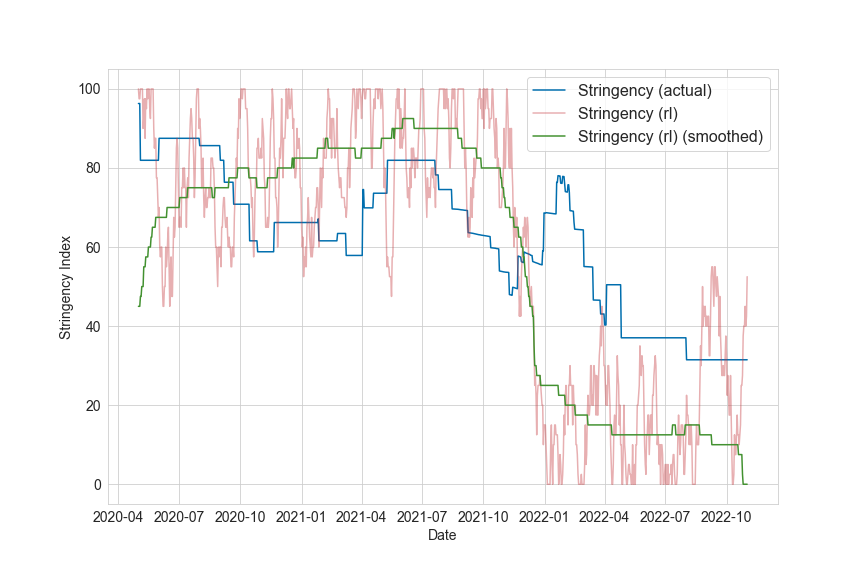 Stringency (actual)
Stringency (rl)
Stringency (rl) (smoothed)
100
80
60
40
20
0
Stringency Index
2020-04 2020-07 2020-10 2021-01 2021-04 2021-07 2021-10 2022-01 2022-04 2022-07 2022-10
Date